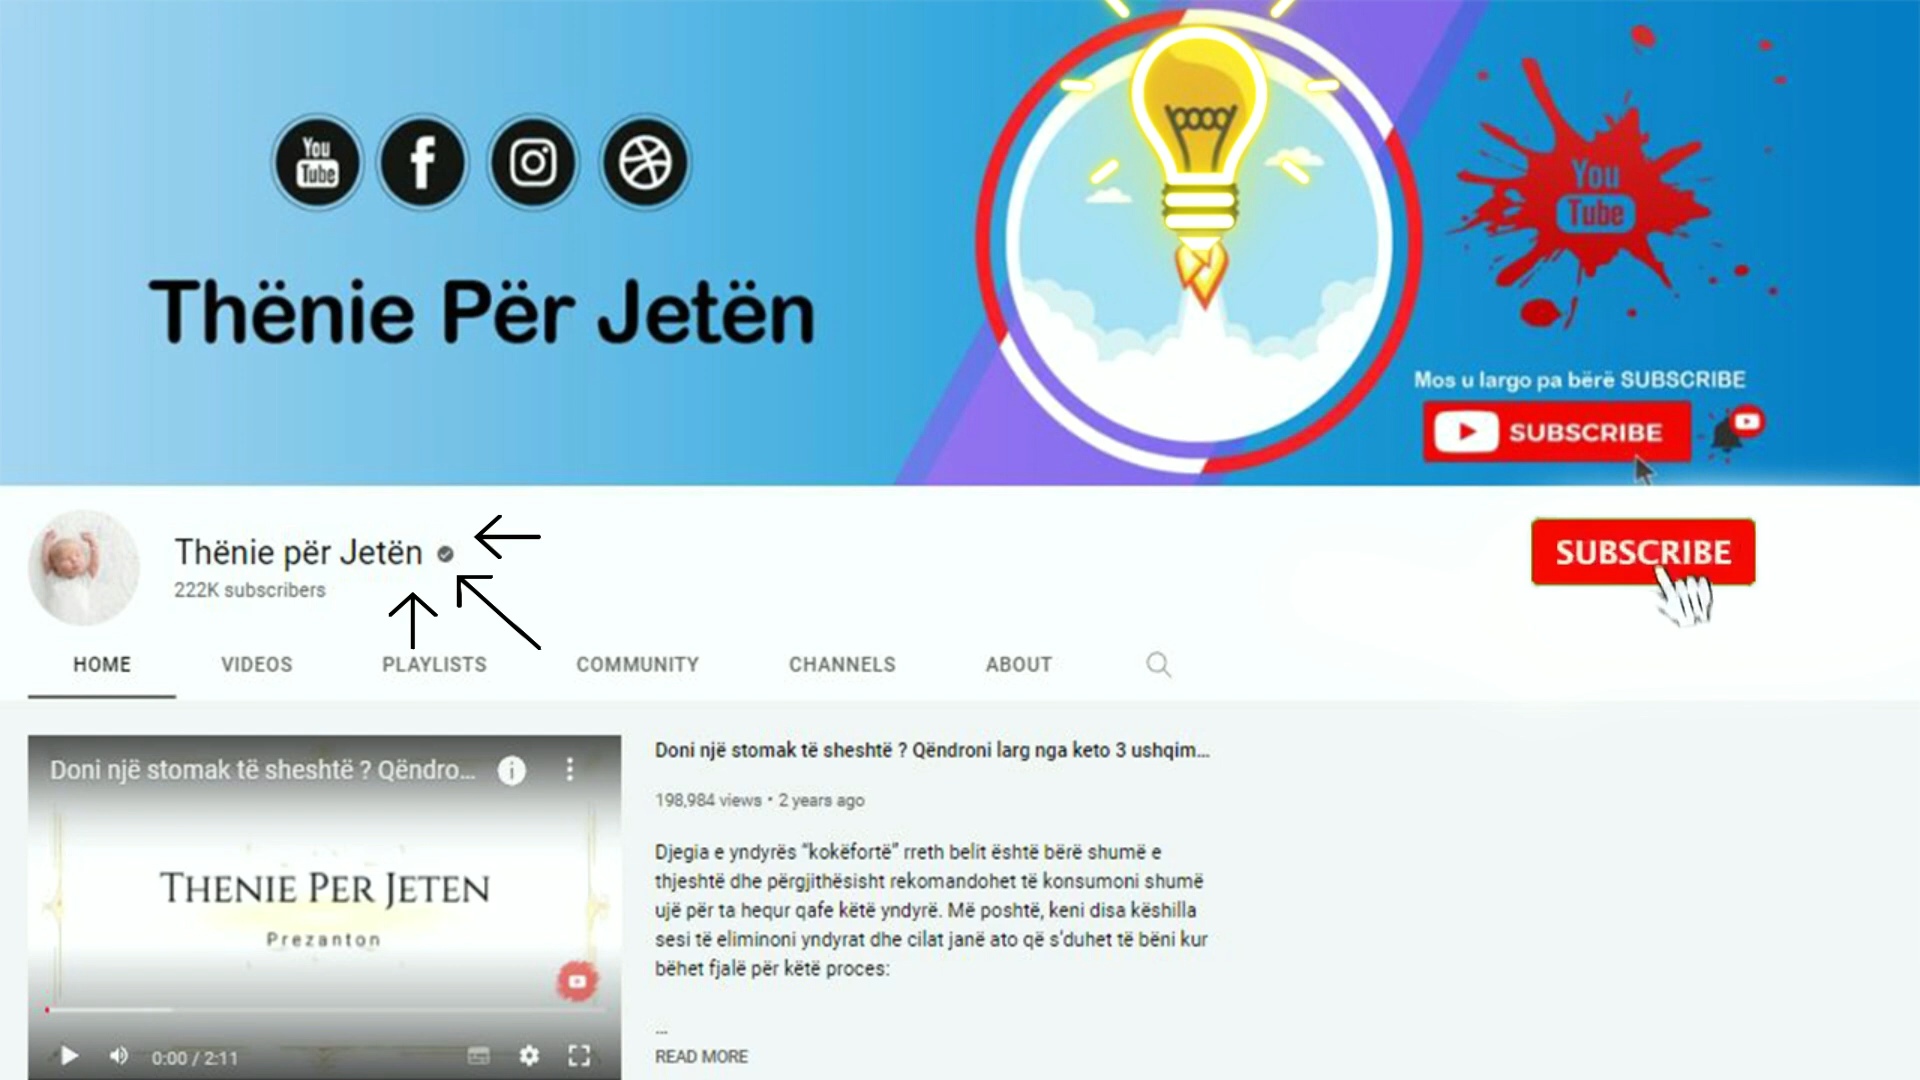 You
Tube
Thënie Për Jetën
You
Tube
Mos u largo pa bërë SUBSCRIBE
SUBSCRIBE
Thënie për Jetën
222K subscribers
SUBSCRIBE
HOME VIDEOS PLAYLISTS COMMUNITY CHANNELS ABOUT
Doni një stomak të sheshtë ? Qëndro...
THENIE PER JETEN
Prezanton
0:00 / 2:11
Doni një stomak të sheshtë ? Qëndroni larg nga keto 3 ushqim...
198,984 views • 2 years ago
Djegia e yndyrës “kokëfortë” rreth belit është bërë shumë e
thjeshtë dhe përgjithësisht rekomandohet të konsumoni shumë
ujë për ta hequr qafe këtë yndyrë. Më poshtë, keni disa këshilla
sesi të eliminoni yndyrat dhe cilat janë ato që s'duhet të bëni kur
bëhet fjalë për këtë proces:
...
READ MORE